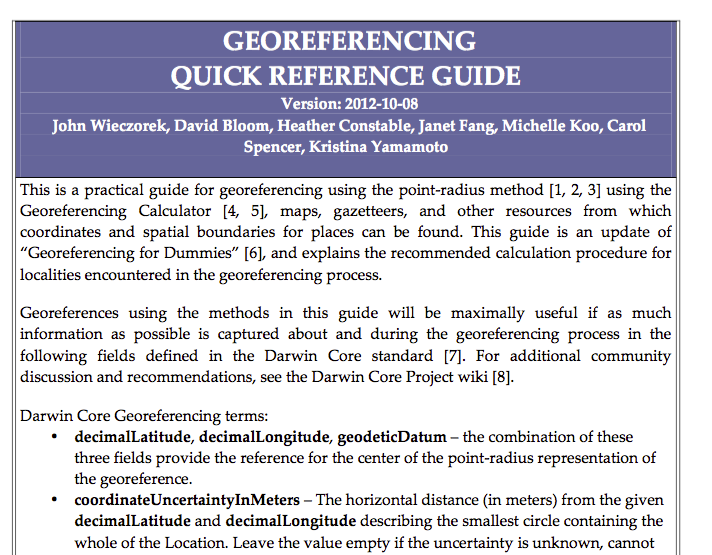 GEOREFERENCING
QUICK REFERENCE GUIDE
Version: 2012-10-08
John Wieczorek, David Bloom, Heather Constable, Janet Fang, Michelle Koo, Carol
Spencer, Kristina Yamamoto
This is a practical guide for georeferencing using the point-radius method [1, 2, 3] using the
Georeferencing Calculator [4, 5], maps, gazetteers, and other resources from which
coordinates and spatial boundaries for places can be found. This guide is an update of
“Georeferencing for Dummies” [6], and explains the recommended calculation procedure for
localities encountered in the georeferencing process.
Georeferences using the methods in this guide will be maximally useful if as much
information as possible is captured about and during the georeferencing process in the
following fields defined in the Darwin Core standard [7]. For additional community
discussion and recommendations, see the Darwin Core Project wiki [8].
Darwin Core Georeferencing terms:
• decimalLatitude, decimalLongitude, geodeticDatum – the combination of these
three fields provide the reference for the center of the point-radius representation of
the georeference.
• coordinateUncertaintyInMeters – The horizontal distance (in meters) from the given
decimalLatitude and decimalLongitude describing the smallest circle containing the
whole of the Location. Leave the value empty if the uncertainty is unknown, cannot